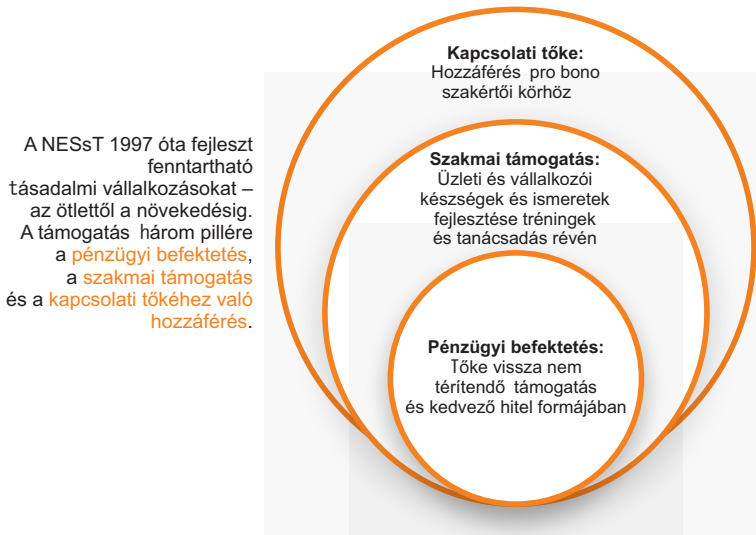 A NESsT 1997 óta fejleszt
fenntartható
tásadalmi vállalkozásokat –
az ötlettől a növekedésig.
A támogatás három pillére
a pénzügyi befektetés,
a szakmai támogatás
és a kapcsolati tőkéhez való
hozzáférés.
Kapcsolati tőke:
Hozzáférés pro bono
szakértői körhöz
Szakmai támogatás:
Üzleti és vállalkozói
készségek és ismeretek
fejlesztése tréningek
és tanácsadás révén
Pénzügyi befektetés:
Tőke vissza nem
térítendő támogatás
és kedvező hitel formájában